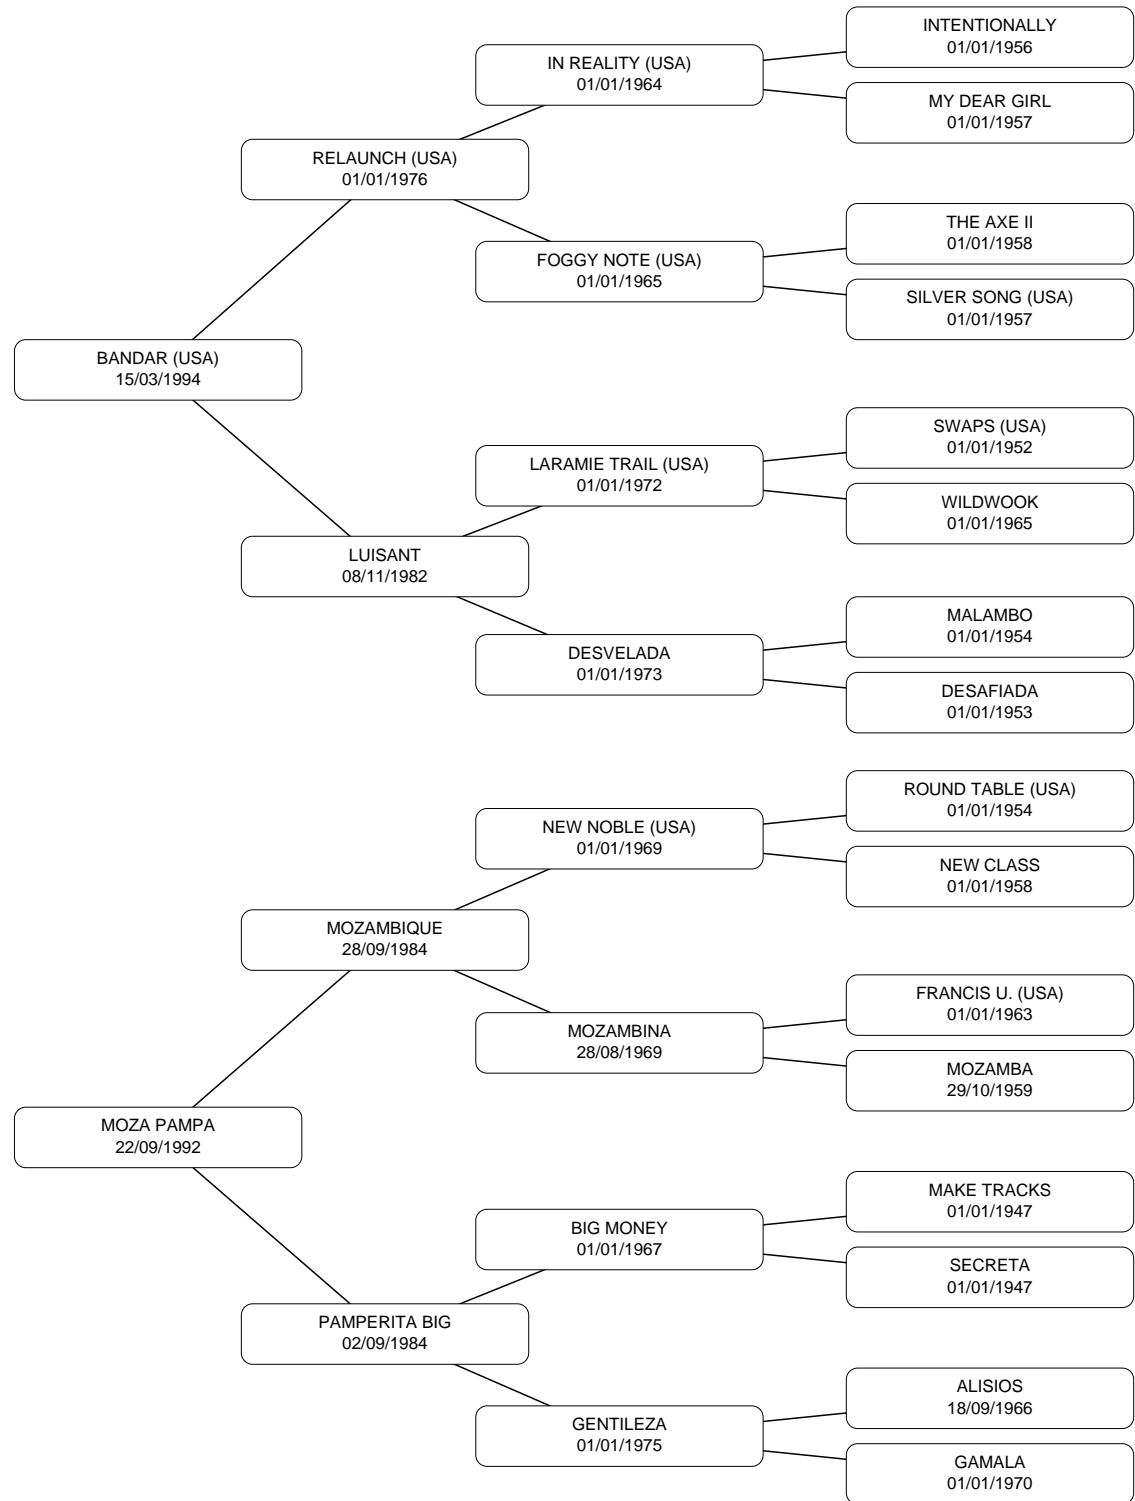 INTENTIONALLY
01/01/1956
IN REALITY (USA)
01/01/1964
MY DEAR GIRL
01/01/1957
RELAUNCH (USA)
01/01/1976
THE AXE II
01/01/1958
FOGGY NOTE (USA)
01/01/1965
SILVER SONG (USA)
01/01/1957
BANDAR (USA)
15/03/1994
SWAPS (USA)
01/01/1952
LARAMIE TRAIL (USA)
01/01/1972
WILDWOOK
01/01/1965
LUISANT
08/11/1982
MALAMBO
01/01/1954
DESVELADA
01/01/1973
DESAFIADA
01/01/1953
ROUND TABLE (USA)
01/01/1954
NEW NOBLE (USA)
01/01/1969
NEW CLASS
01/01/1958
MOZAMBIQUE
28/09/1984
FRANCIS U. (USA)
01/01/1963
MOZAMBINA
28/08/1969
MOZAMBA
29/10/1959
MOZA PAMPA
22/09/1992
MAKE TRACKS
01/01/1947
BIG MONEY
01/01/1967
SECRETA
01/01/1947
PAMPERITA BIG
02/09/1984
ALISIOS
18/09/1966
GENTILEZA
01/01/1975
GAMALA
01/01/1970